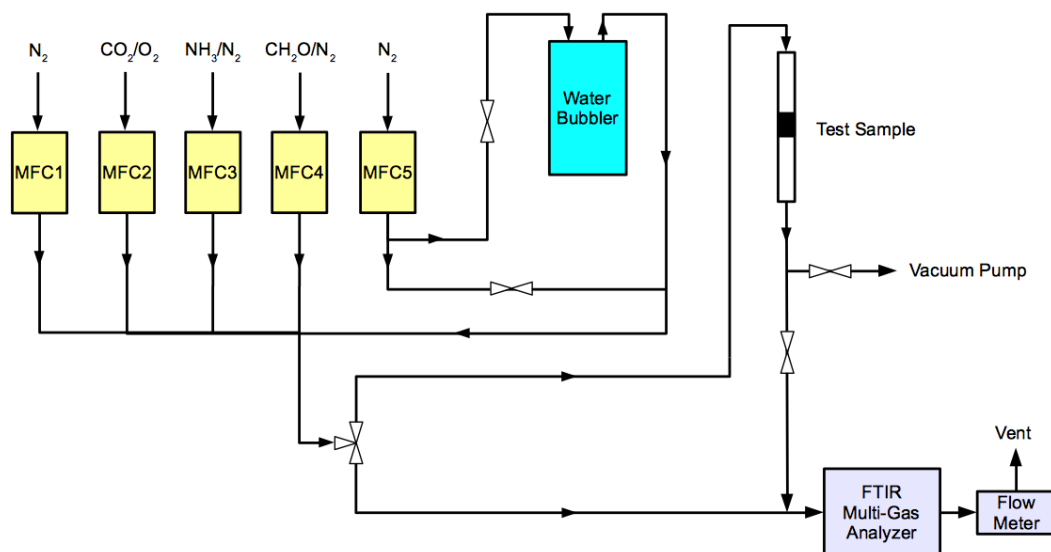 N₂
CO₂/O₂
NH₃/N₂
CH₂O/N₂
N₂
MFC1
MFC2
MFC3
MFC4
MFC5
Water
Bubbler
Test Sample
Vacuum Pump
Vent
FTIR
Multi-Gas
Analyzer
Flow
Meter